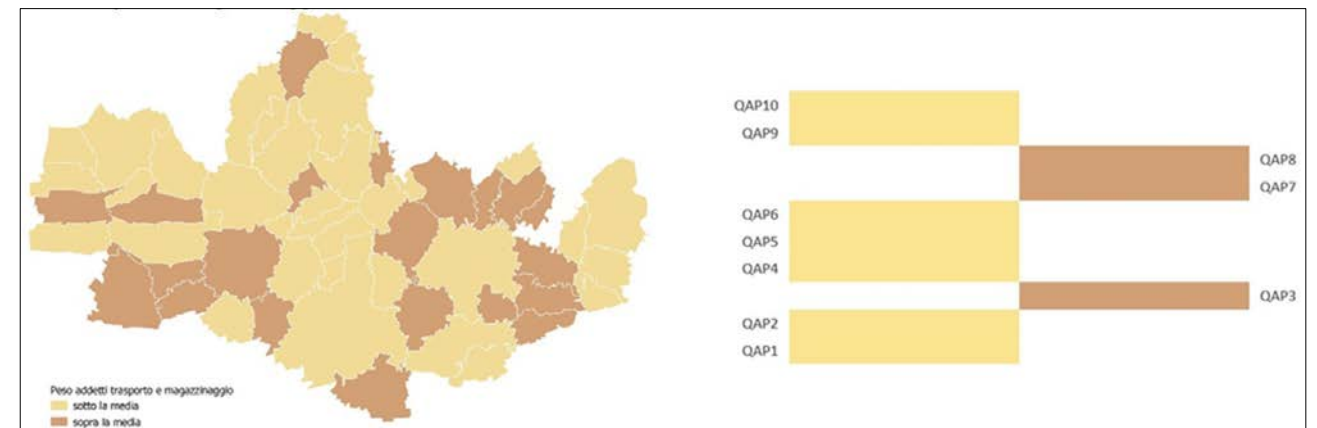 Peso addetti trasporto e magazzinaggio
sotto la media
sopra la media
QAP10
QAP9
QAP8
QAP7
QAP6
QAP5
QAP4
QAP3
QAP2
QAP1